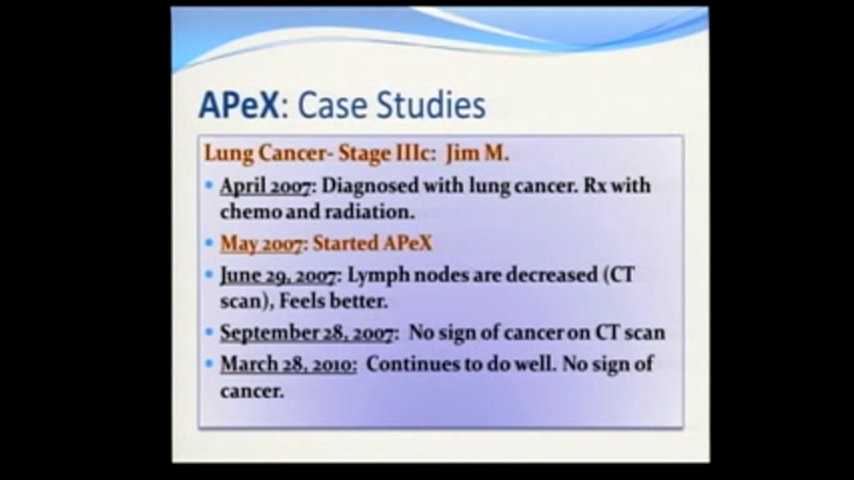 APeX: Case Studies
Lung Cancer- Stage IIIc:  Jim M.
• April 2007: Diagnosed with lung cancer. Rx with
chemo and radiation.
• May 2007: Started APeX
• June 29, 2007: Lymph nodes are decreased (CT
scan), Feels better.
• September 28, 2007:  No sign of cancer on CT scan
• March 28, 2010:  Continues to do well. No sign of
cancer.